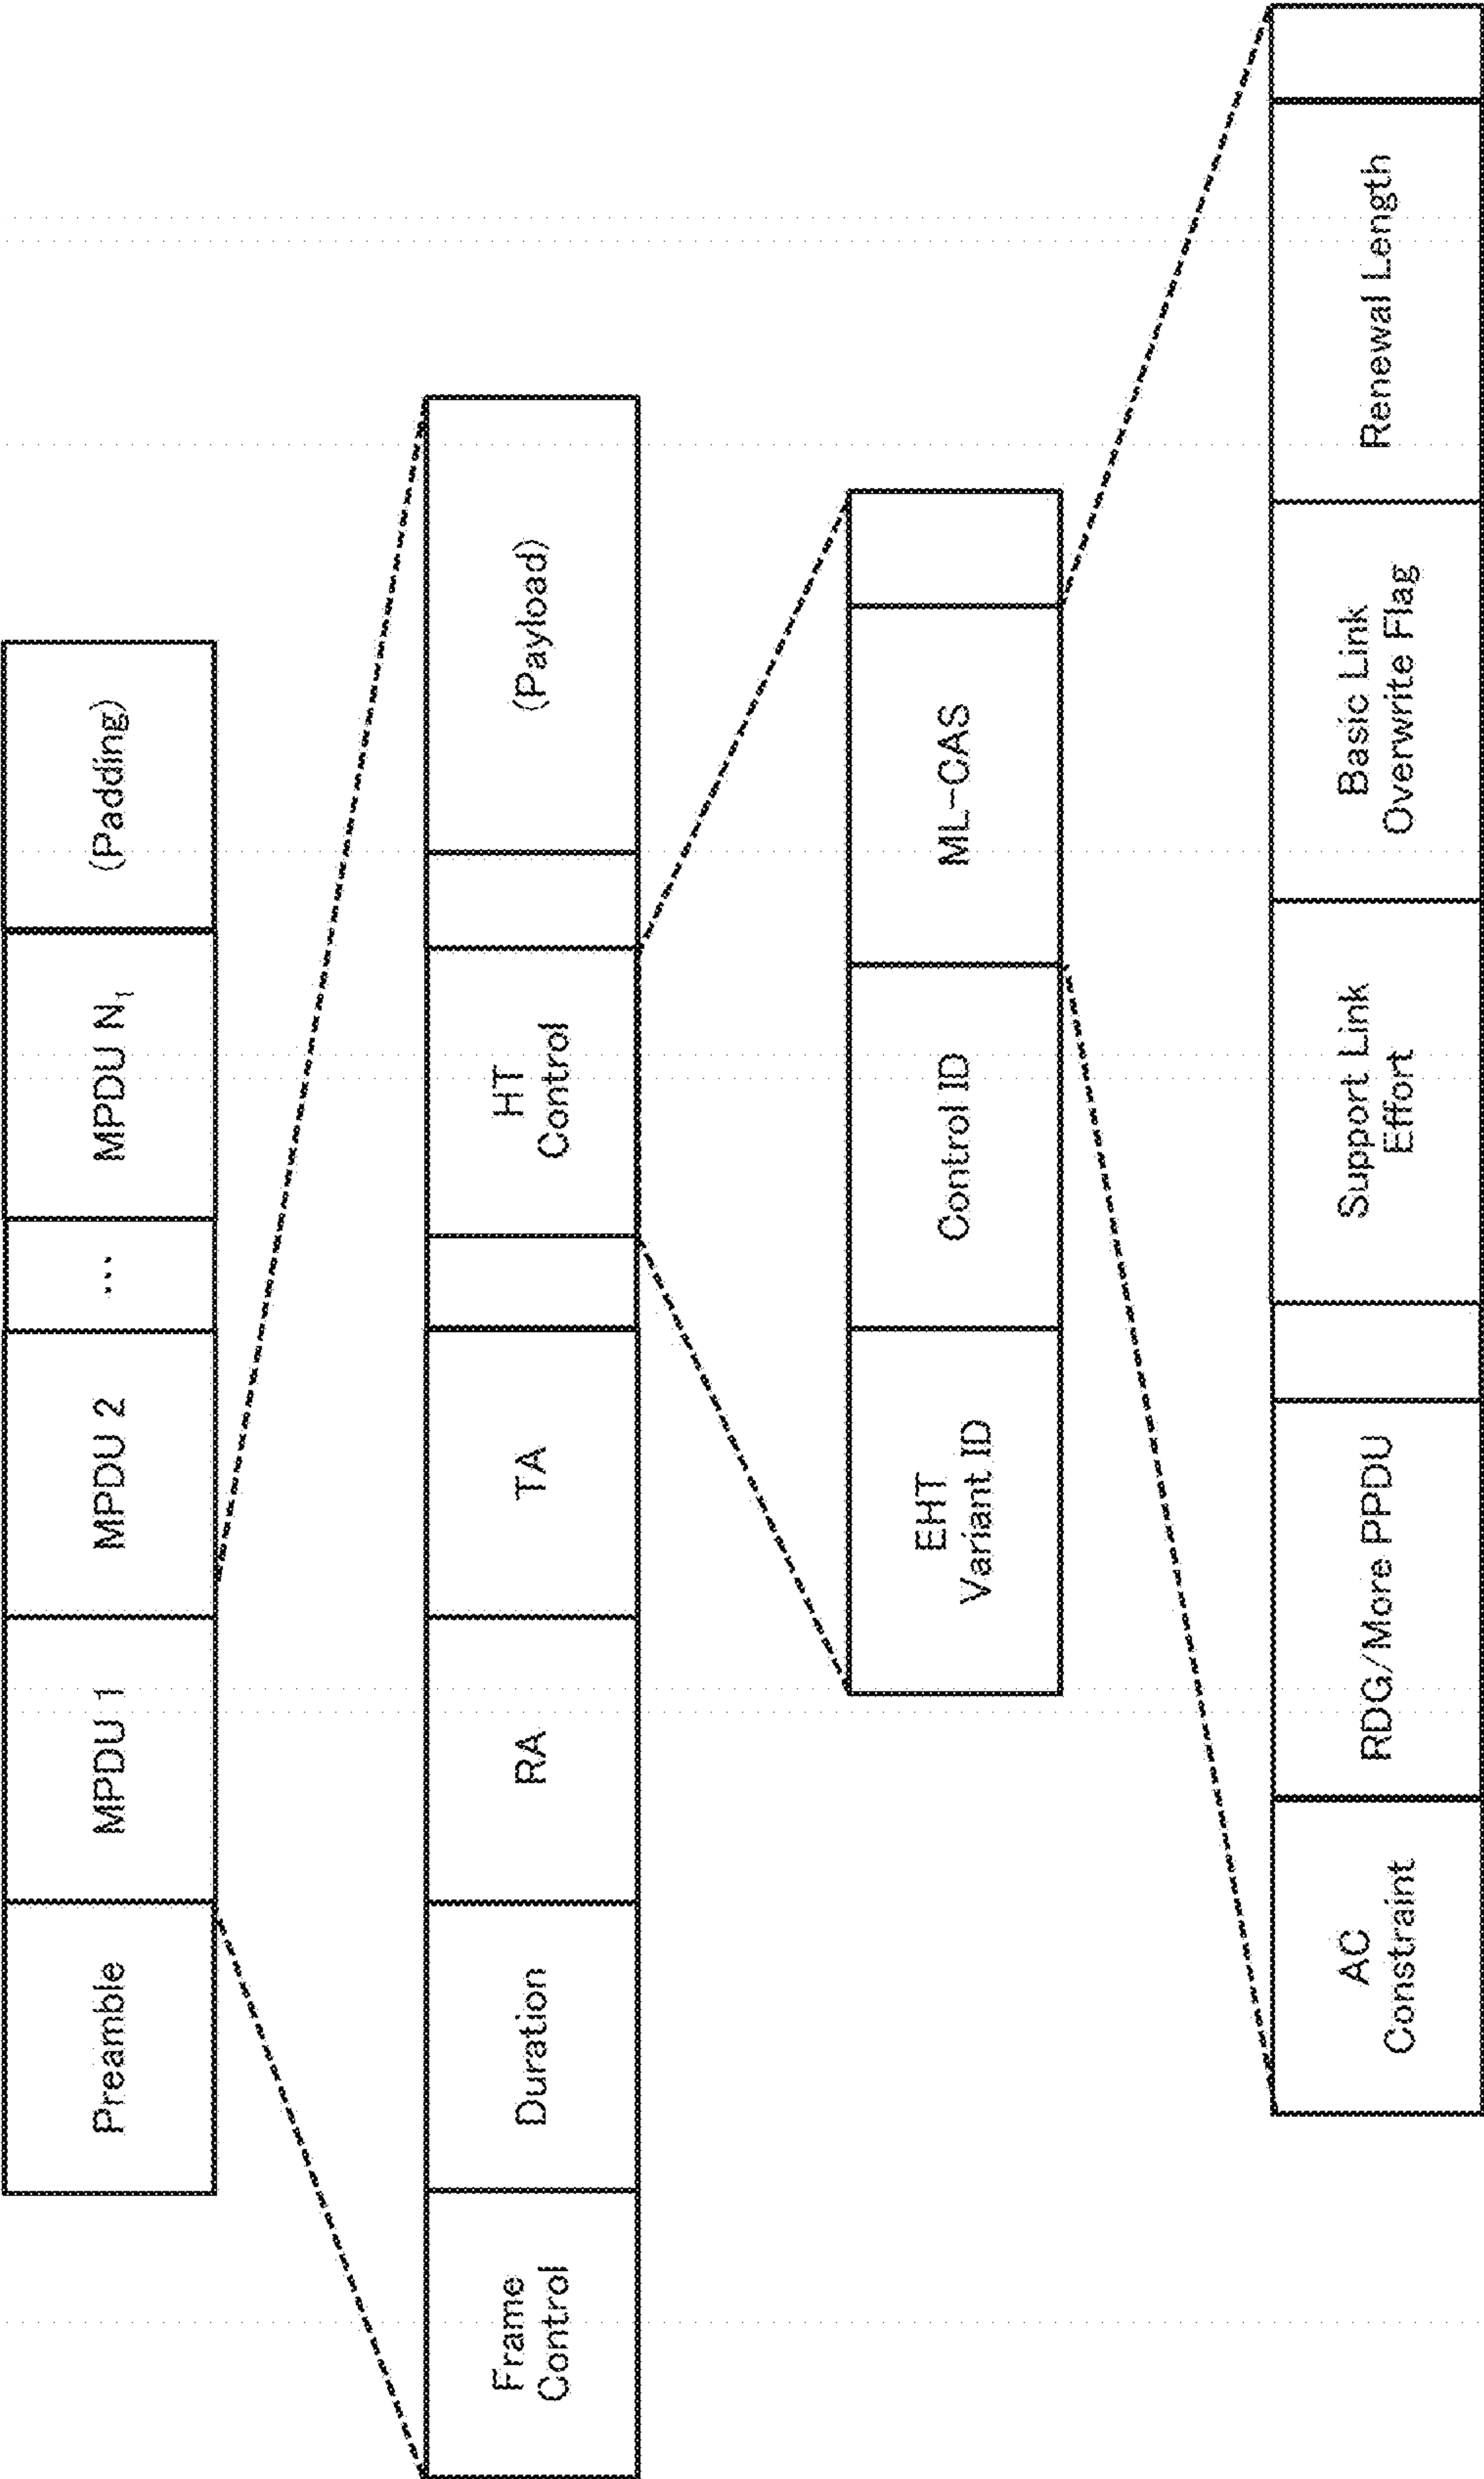 Preamble
MPDU 1
MPDU 2
...
MPDU N₁
(Padding)
Frame
Control
Duration
RA
TA
HT
Control
(Payload)
EHT
Variant ID
Control ID
ML-CAS
AC
Constraint
RDG/More PPDU
Support Link
Effort
Basic Link
Overwrite Flag
Renewal Length